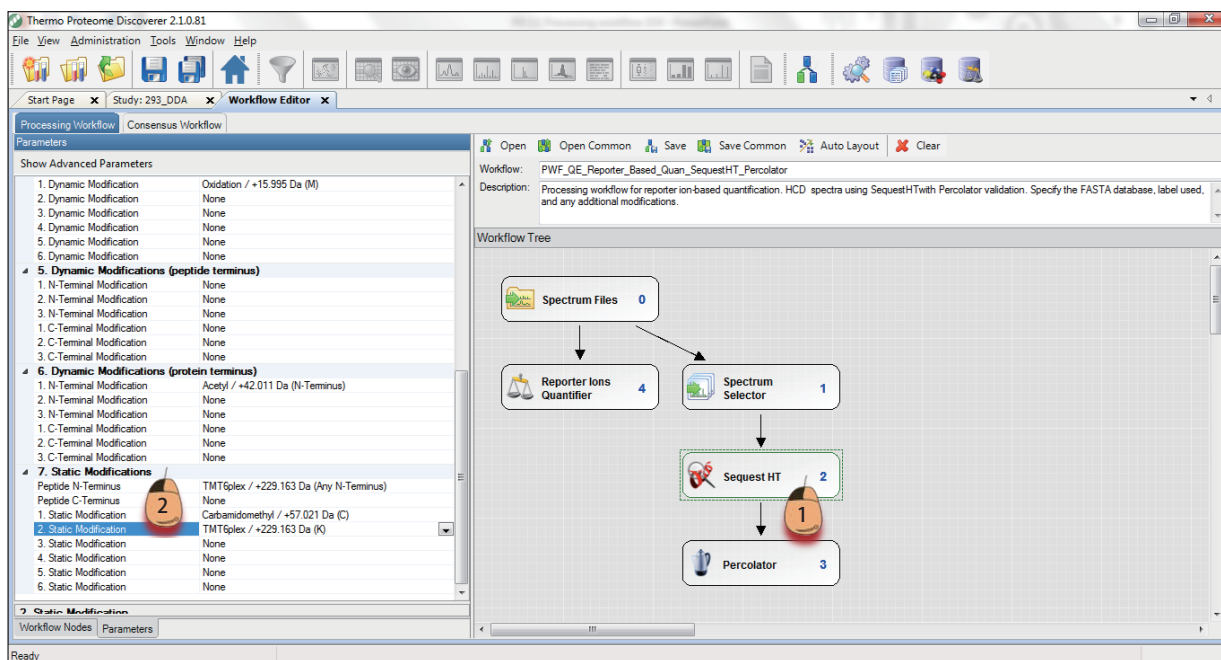 Thermo Proteome Discoverer 2.1.0.81
File View Administration Tools Window Help
Start Page Study: 293_DDA Workflow Editor
Processing Workflow Consensus Workflow
Parameters
Show Advanced Parameters
1. Dynamic Modification Oxidation / +15.995 Da (M)
2. Dynamic Modification None
3. Dynamic Modification None
4. Dynamic Modification None
5. Dynamic Modification None
6. Dynamic Modification None
5. Dynamic Modifications (peptide terminus)
1. N-Terminal Modification None
2. N-Terminal Modification None
3. N-Terminal Modification None
1. C-Terminal Modification None
2. C-Terminal Modification None
3. C-Terminal Modification None
6. Dynamic Modifications (protein terminus)
1. N-Terminal Modification Acetyl / +42.011 Da (N-Terminus)
2. N-Terminal Modification None
3. N-Terminal Modification None
1. C-Terminal Modification None
2. C-Terminal Modification None
3. C-Terminal Modification None
7. Static Modifications
Peptide N-Terminus TMT6plex / +229.163 Da (Any N-Terminus)
Peptide C-Terminus None
1. Static Modification Carbamidomethyl / +57.021 Da (C)
2. Static Modification TMT6plex / +229.163 Da (K)
3. Static Modification None
4. Static Modification None
5. Static Modification None
6. Static Modification None
2
2. Static Modification
Workflow Nodes Parameters
Ready
Open Open Common Save Save Common Auto Layout Clear
Workflow: PWF_QE_Reporter_Based_Quan_SequestHT_Percolator
Description: Processing workflow for reporter ion-based quantification. HCD spectra using SequestHTwith Percolator validation. Specify the FASTA database, label used,
and any additional modifications.
Workflow Tree
Spectrum Files 0
Reporter Ions
Quantifier 4
Spectrum
Selector 1
Sequest HT 2
1
Percolator 3